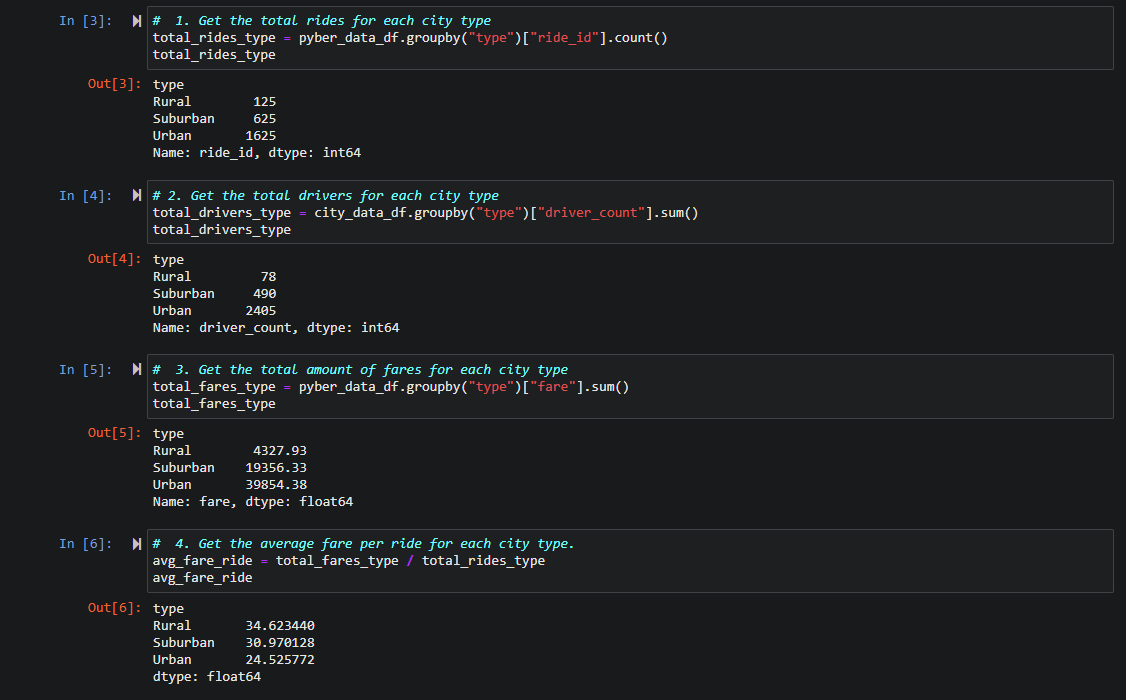 In [3]: #  1. Get the total rides for each city type
total_rides_type = pyber_data_df.groupby("type")["ride_id"].count()
total_rides_type
Out[3]: type
Rural        125
Suburban     625
Urban       1625
Name: ride_id, dtype: int64
In [4]: # 2. Get the total drivers for each city type
total_drivers_type = city_data_df.groupby("type")["driver_count"].sum()
total_drivers_type
Out[4]: type
Rural         78
Suburban     490
Urban       2405
Name: driver_count, dtype: int64
In [5]: #  3. Get the total amount of fares for each city type
total_fares_type = pyber_data_df.groupby("type")["fare"].sum()
total_fares_type
Out[5]: type
Rural        4327.93
Suburban    19356.33
Urban       39854.38
Name: fare, dtype: float64
In [6]: #  4. Get the average fare per ride for each city type.
avg_fare_ride = total_fares_type / total_rides_type
avg_fare_ride
Out[6]: type
Rural       34.623440
Suburban    30.970128
Urban       24.525772
dtype: float64